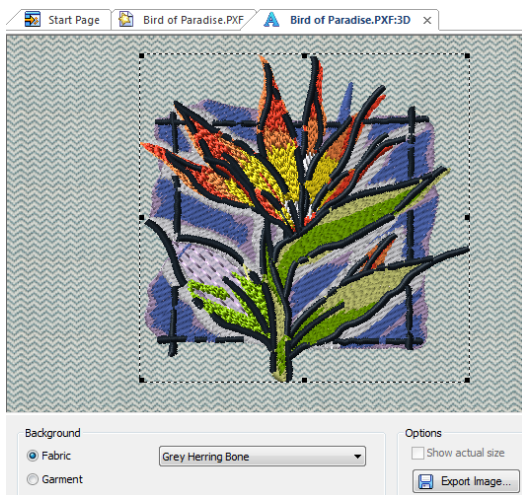 Start Page Bird of Paradise.PXF Bird of Paradise.PXF:3D
Background
Fabric
Grey Herring Bone
Garment
Options
Show actual size
Export Image...